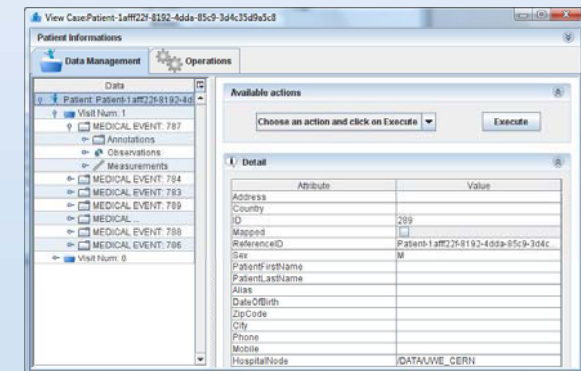 View Case:Patient-1afff22f-8192-4dda-85c9-3d4c35d9a5c8
Patient Informations
Data Management
Operations
Data
Patient: Patient-1aff22f-8192-4d
Visit Num: 1
MEDICAL EVENT: 787
Annotations
Observations
Measurements
MEDICAL EVENT: 784
MEDICAL EVENT: 783
MEDICAL EVENT: 789
MEDICAL ...
MEDICAL EVENT: 788
MEDICAL EVENT: 786
Visit Num: 0
Available actions
Choose an action and click on Execute
Execute
Detail
Attribute Value
Address
Country
ID 289
Mapped
ReferenceID Patient-1afff22f-8192-4dda-85c9-3d4c...
Sex M
PatientFirstName
PatientLastName
Alias
DateOfBirth
ZipCode
City
Phone
Mobile
HospitalNode /DATA/UWE_CERN